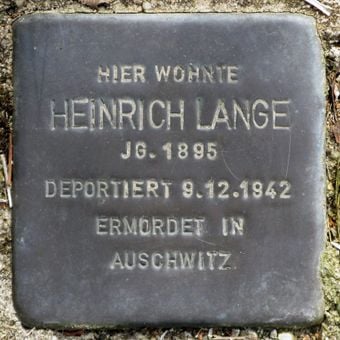 HIER WOHNTE
HEINRICH LANGE
JG. 1895
DEPORTIERT 9.12.1942
ERMORDET IN
AUSCHWITZ